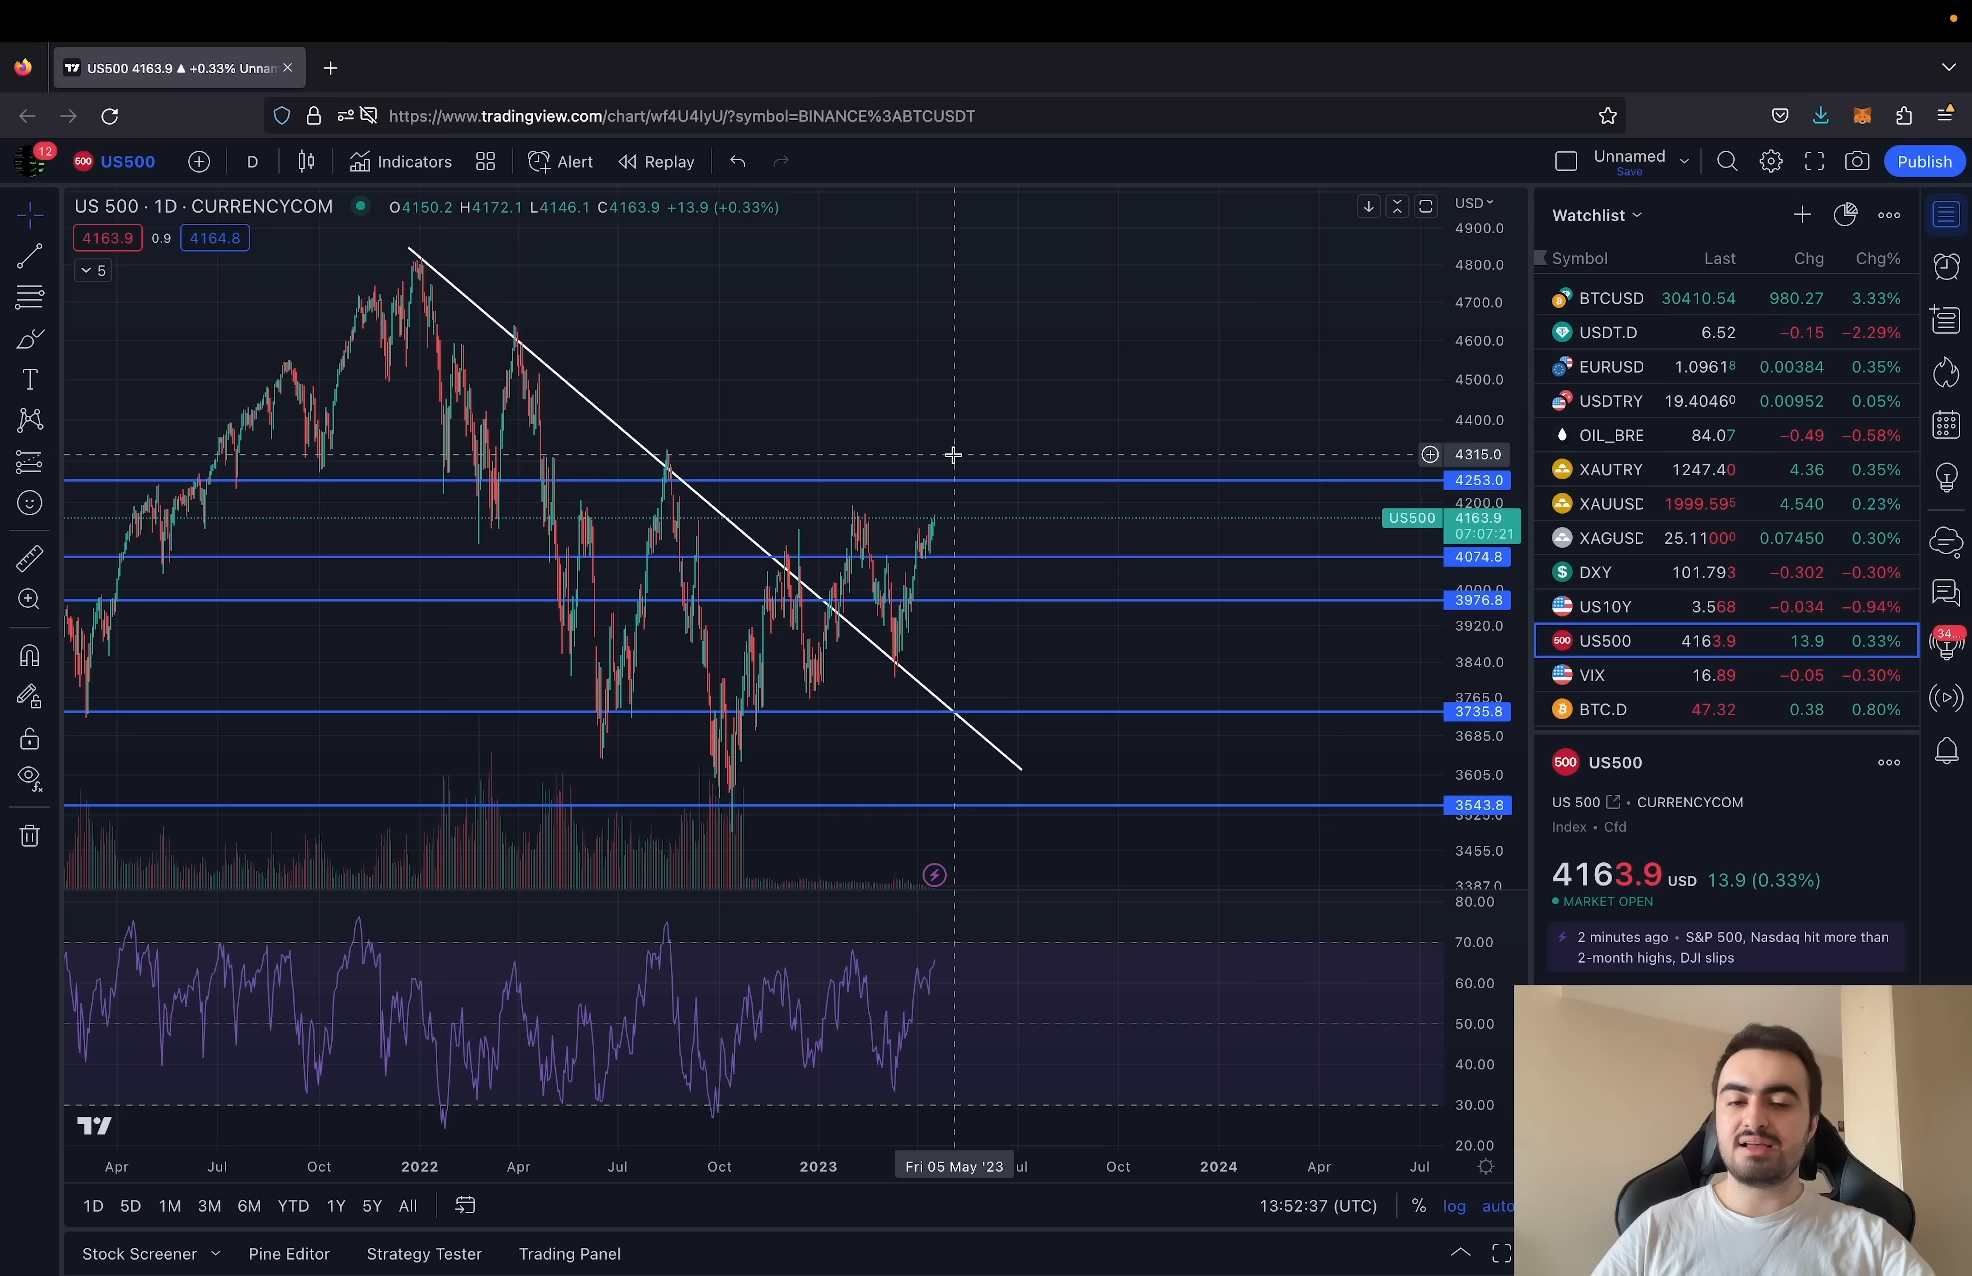 US500 4163.9 ▲ +0.33% Unnam
https://www.tradingview.com/chart/wf4U4IyU/?symbol=BINANCE%3ABTCUSDT
12
500 US500 D Indicators Alert Replay Unnamed Save Publish
US 500 · 1D · CURRENCYCOM O4150.2 H4172.1 L4146.1 C4163.9 +13.9 (+0.33%)
4163.9 0.9 4164.8
5
USD
4900.0
4800.0
4700.0
4600.0
4500.0
4400.0
4315.0
4253.0
4200.0
US500 4163.9
07:07:21
4074.8
4000.0
3976.8
3920.0
3840.0
3765.0
3735.8
3685.0
3605.0
3543.8
3525.0
3455.0
3387.0
80.00
70.00
60.00
50.00
40.00
30.00
20.00
Apr Jul Oct 2022 Apr Jul Oct 2023 Fri 05 May '23 ul Oct 2024 Apr Jul
1D 5D 1M 3M 6M YTD 1Y 5Y All 13:52:37 (UTC) % log auto
Stock Screener Pine Editor Strategy Tester Trading Panel
Watchlist
Symbol Last Chg Chg%
BTCUSD 30410.54 980.27 3.33%
USDT.D 6.52 −0.15 −2.29%
EURUSD 1.09618 0.00384 0.35%
USDTRY 19.40460 0.00952 0.05%
OIL_BRE 84.07 −0.49 −0.58%
XAUTRY 1247.40 4.36 0.35%
XAUUSD 1999.595 4.540 0.23%
XAGUSD 25.11000 0.07450 0.30%
DXY 101.793 −0.302 −0.30%
US10Y 3.568 −0.034 −0.94%
500 US500 4163.9 13.9 0.33%
VIX 16.89 −0.05 −0.30%
BTC.D 47.32 0.38 0.80%
34...
500 US500
US 500 • CURRENCYCOM
Index • Cfd
4163.9 USD 13.9 (0.33%)
MARKET OPEN
2 minutes ago • S&P 500, Nasdaq hit more than
2-month highs, DJI slips